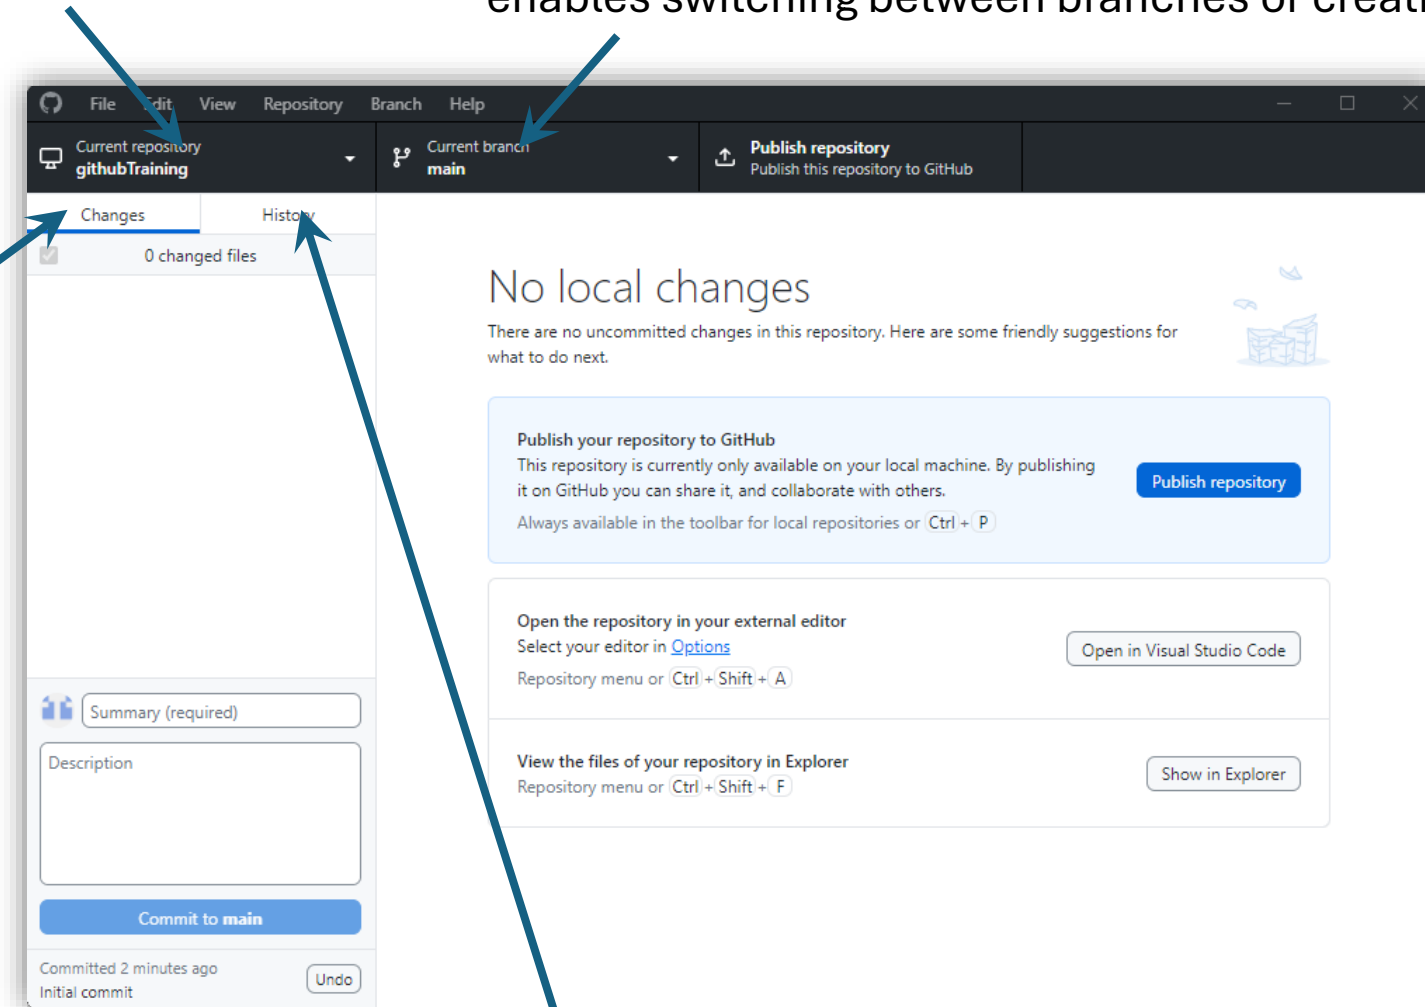 enables switching between branches or creati
File Edit View Repository Branch Help
Current repository
githubTraining
Current branch
main
Publish repository
Publish this repository to GitHub
Changes History
0 changed files
No local changes
There are no uncommitted changes in this repository. Here are some friendly suggestions for
what to do next.
Publish your repository to GitHub
This repository is currently only available on your local machine. By publishing
it on GitHub you can share it, and collaborate with others.
Always available in the toolbar for local repositories or Ctrl + P
Publish repository
Open the repository in your external editor
Select your editor in Options
Repository menu or Ctrl + Shift + A
Open in Visual Studio Code
View the files of your repository in Explorer
Repository menu or Ctrl + Shift + F
Show in Explorer
Summary (required)
Description
Commit to main
Committed 2 minutes ago
Initial commit
Undo